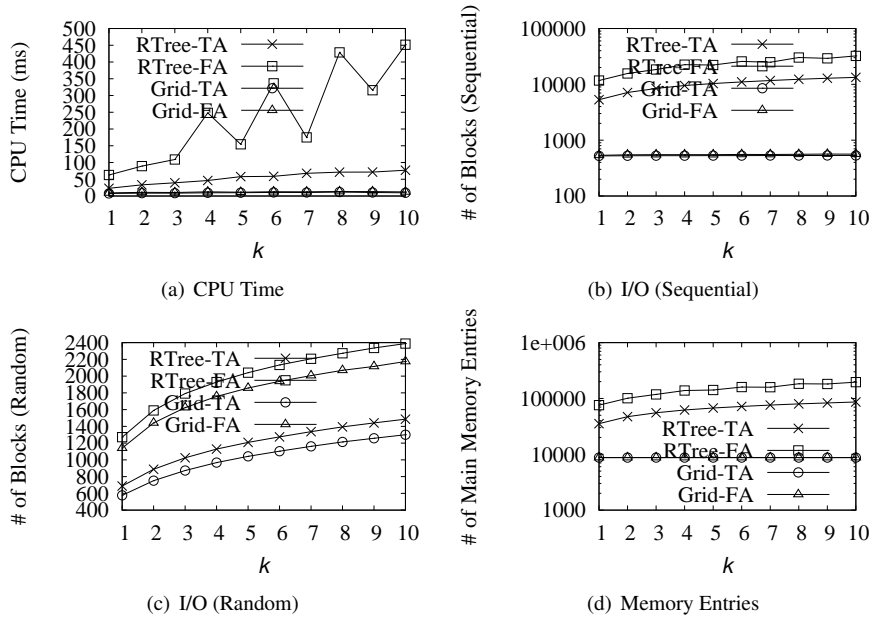 CPU Time (ms)
500
450
400
350
300
250
200
150
100
50
0
RTree-TA
RTree-FA
Grid-TA
Grid-FA
1 2 3 4 5 6 7 8 9 10
k
(a) CPU Time
# of Blocks (Sequential)
100000
10000
1000
100
RTree-TA
RTree-FA
Grid-TA
Grid-FA
1 2 3 4 5 6 7 8 9 10
k
(b) I/O (Sequential)
# of Blocks (Random)
2400
2200
2000
1800
1600
1400
1200
1000
800
600
400
RTree-TA
RTree-FA
Grid-TA
Grid-FA
1 2 3 4 5 6 7 8 9 10
k
(c) I/O (Random)
# of Main Memory Entries
1e+006
100000
10000
1000
RTree-TA
RTree-FA
Grid-TA
Grid-FA
1 2 3 4 5 6 7 8 9 10
k
(d) Memory Entries